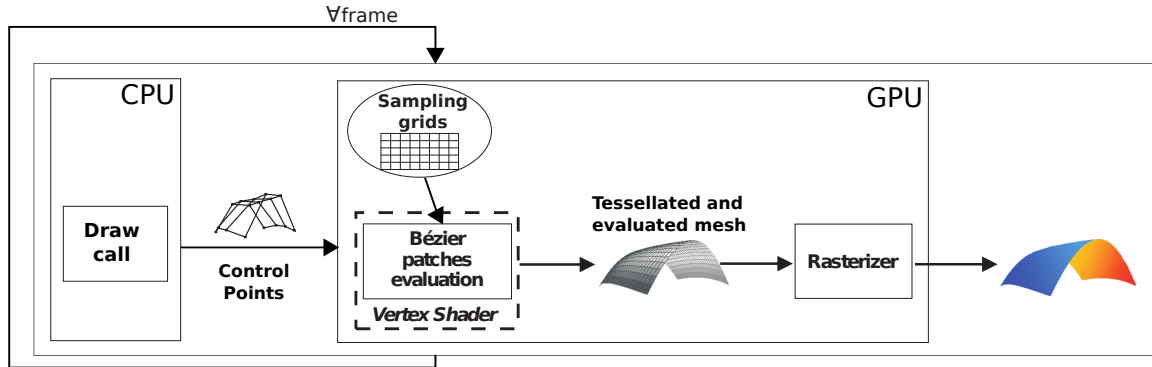 ∀frame
CPU
GPU
Sampling
grids
Draw
call
Control
Points
Bézier
patches
evaluation
Vertex Shader
Tessellated and
evaluated mesh
Rasterizer